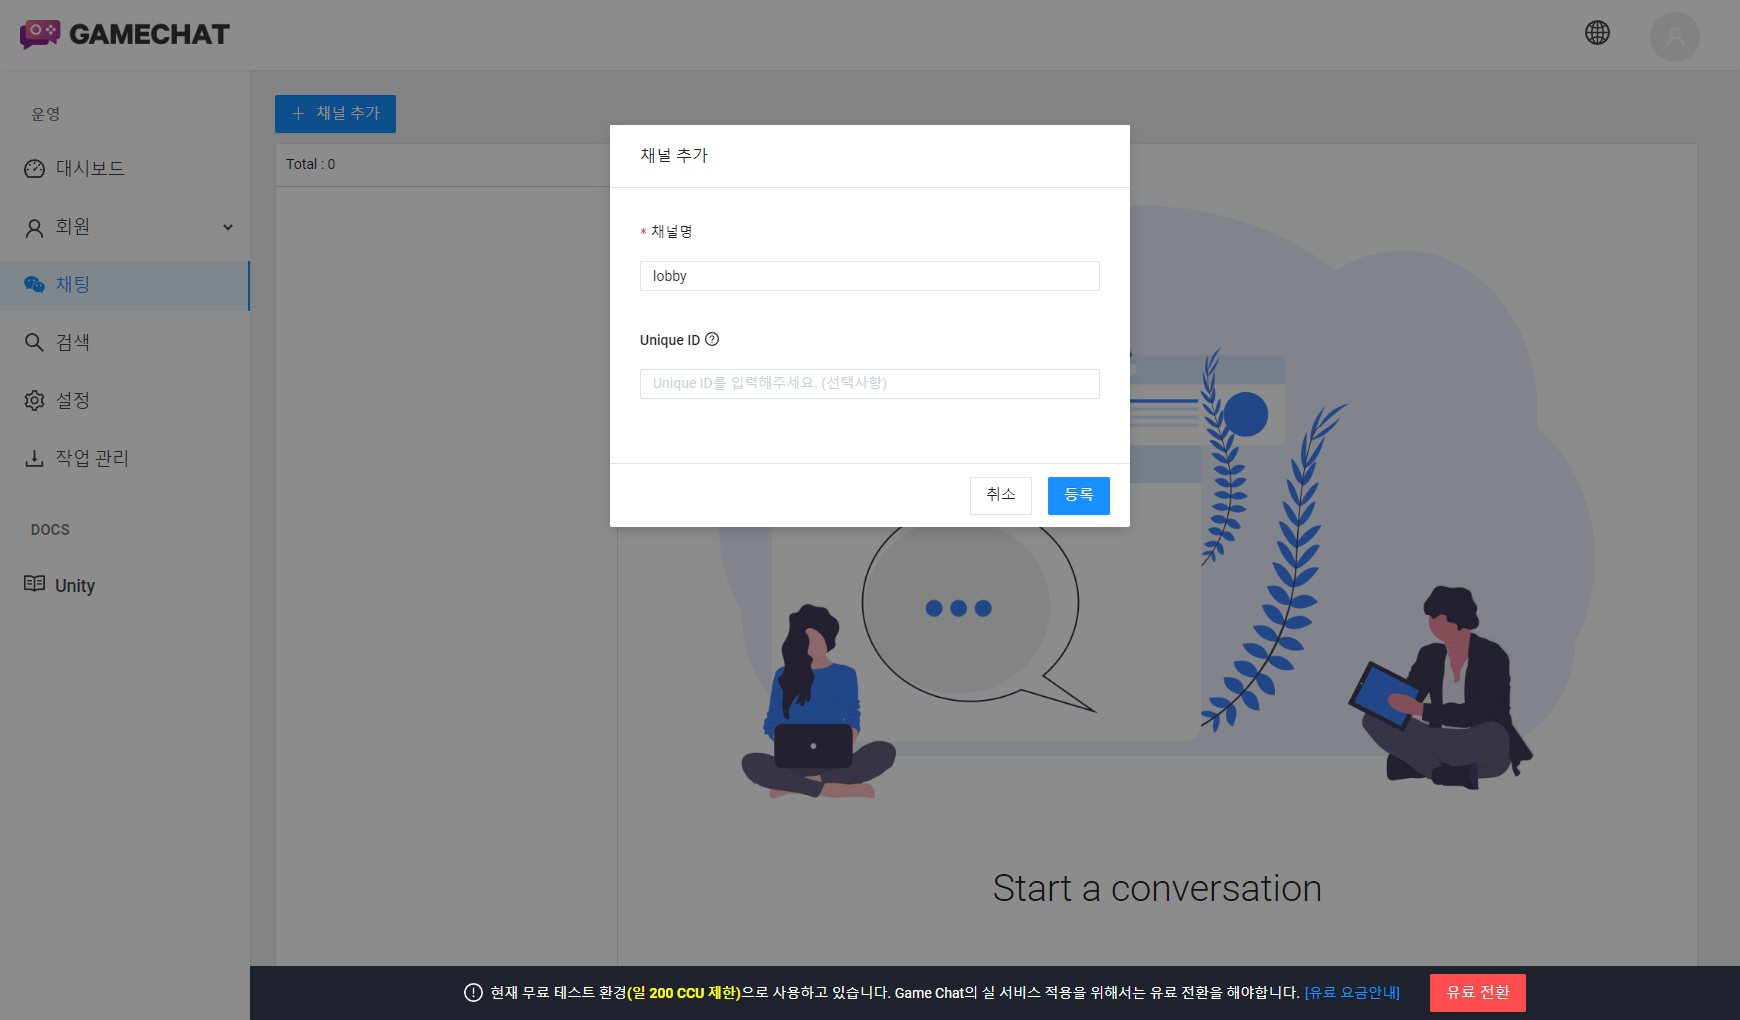 GAMECHAT
운영
대시보드
회원
채팅
검색
설정
작업 관리
DOCS
Unity
+ 채널 추가
Total : 0
채널 추가
* 채널명
lobby
Unique ID
Unique ID를 입력해주세요. (선택사항)
취소
등록
Start a conversation
현재 무료 테스트 환경(일 200 CCU 제한)으로 사용하고 있습니다. Game Chat의 실 서비스 적용을 위해서는 유료 전환을 해야합니다. [유료 요금안내]
유료 전환